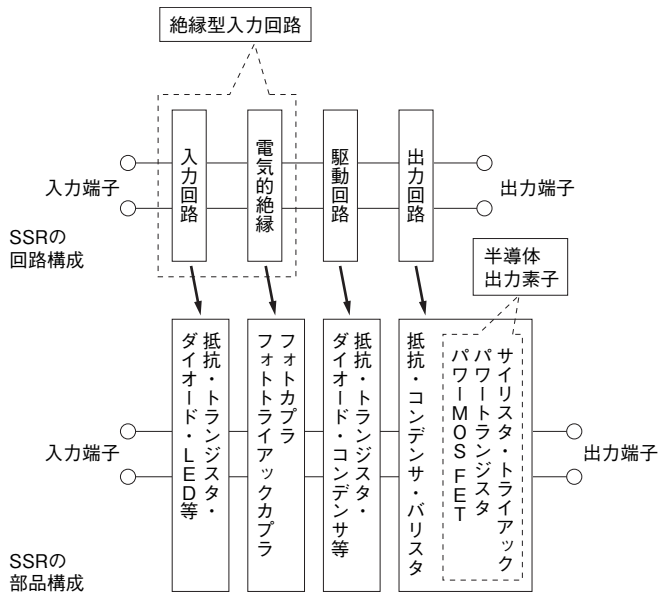 絶縁型入力回路
入力端子
入力回路
電気的絶縁
駆動回路
出力回路
出力端子
SSRの
回路構成
半導体
出力素子
入力端子
抵抗・トランジスタ・
ダイオード・LED等
フォトカプラ
フォトトライアックカプラ
抵抗・トランジスタ・
ダイオード・コンデンサ等
抵抗・コンデンサ・バリスタ
サイリスタ・トライアック
パワートランジスタ
パワーMOS FET
出力端子
SSRの
部品構成